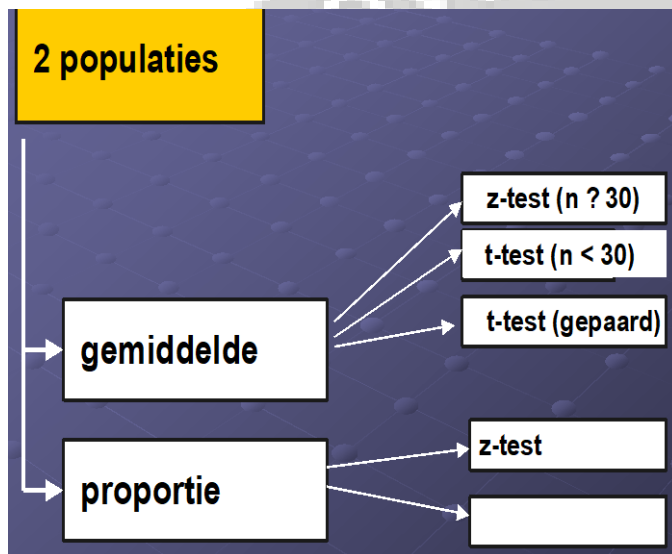 2 populaties
z-test (n ? 30)
t-test (n < 30)
t-test (gepaard)
gemiddelde
z-test
proportie